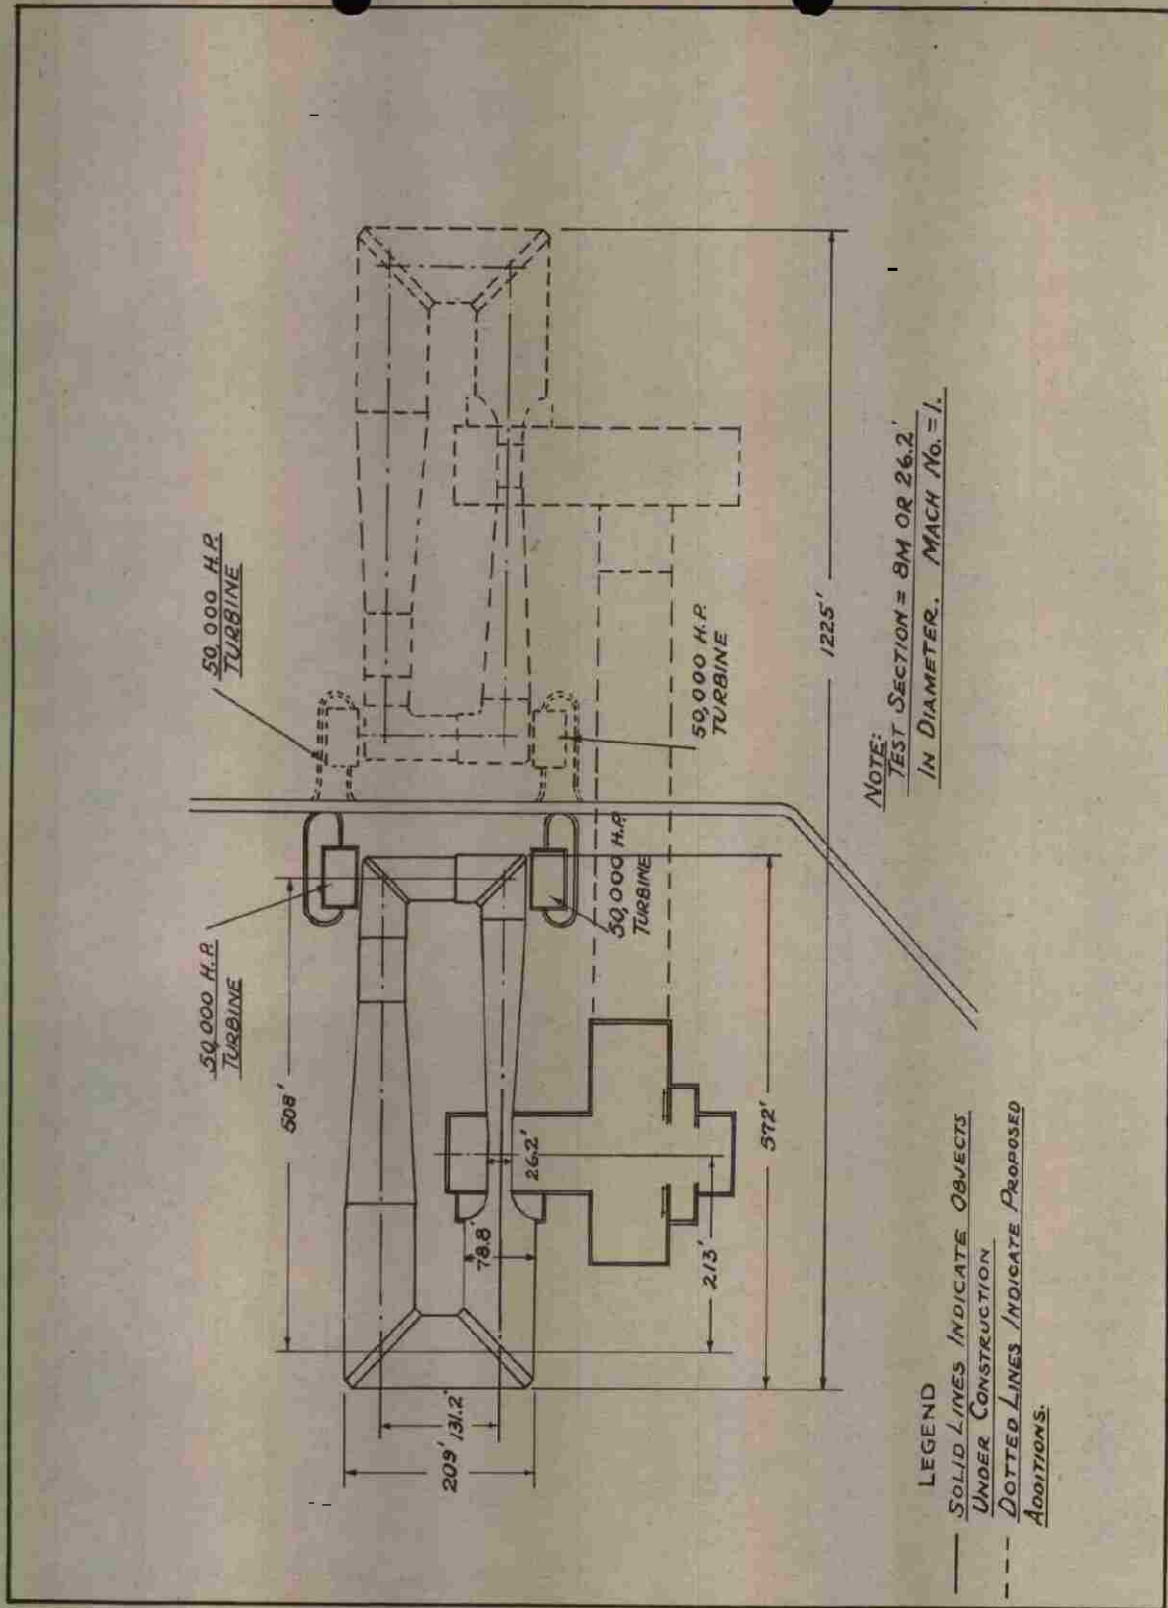 50,000 H.P.
TURBINE
50,000 H.P.
TURBINE
508'
50,000 H.P.
TURBINE
50,000 H.P.
TURBINE
209'
131.2'
78.8'
26.2'
213'
572'
1225'
NOTE:
TEST SECTION = 8M OR 26.2'
IN DIAMETER. MACH NO. = 1.
LEGEND
SOLID LINES INDICATE OBJECTS
UNDER CONSTRUCTION
DOTTED LINES INDICATE PROPOSED
ADDITIONS.